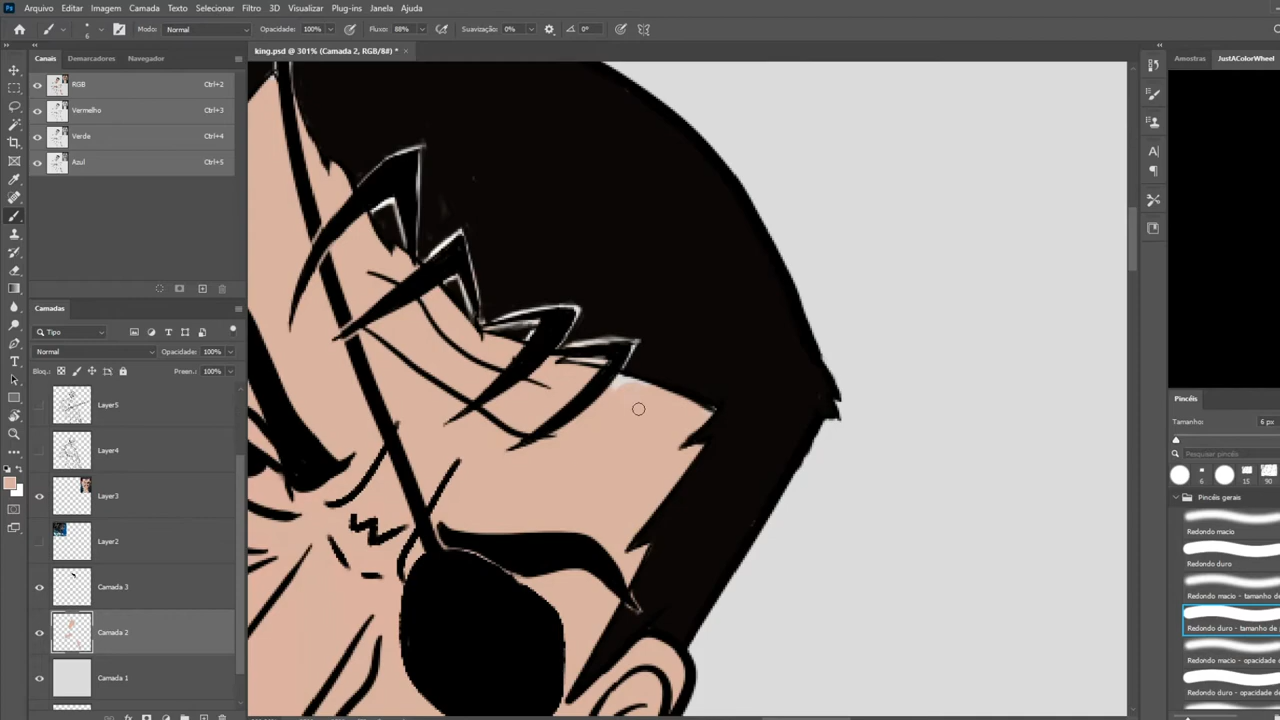 Arquivo Editar Imagem Camada Texto Selecionar Filtro 3D Visualizar Plug-ins Janela Ajuda
6 Modo: Normal Opacidade: 100% Fluxo: 88% Suavização: 0% 0°
king.psd @ 301% (Camada 2, RGB/8#) * ×
Canais Demarcadores Navegador
Amostras JustAColorWheel
RGB Ctrl+2
Vermelho Ctrl+3
Verde Ctrl+4
Azul Ctrl+5
Camadas
Tipo
Normal Opacidade: 100%
Bloq.: Preen.: 100%
Layer5
Layer4
Layer3
Layer2
Camada 3
Camada 2
Camada 1
Pincéis
Tamanho: 6 px
Pesquisar pincéis
6 15 90
Pincéis gerais
Redondo macio
Redondo duro
Redondo macio - tamanho de
Redondo duro - tamanho de
Redondo macio - opacidade
Redondo duro - opacidade